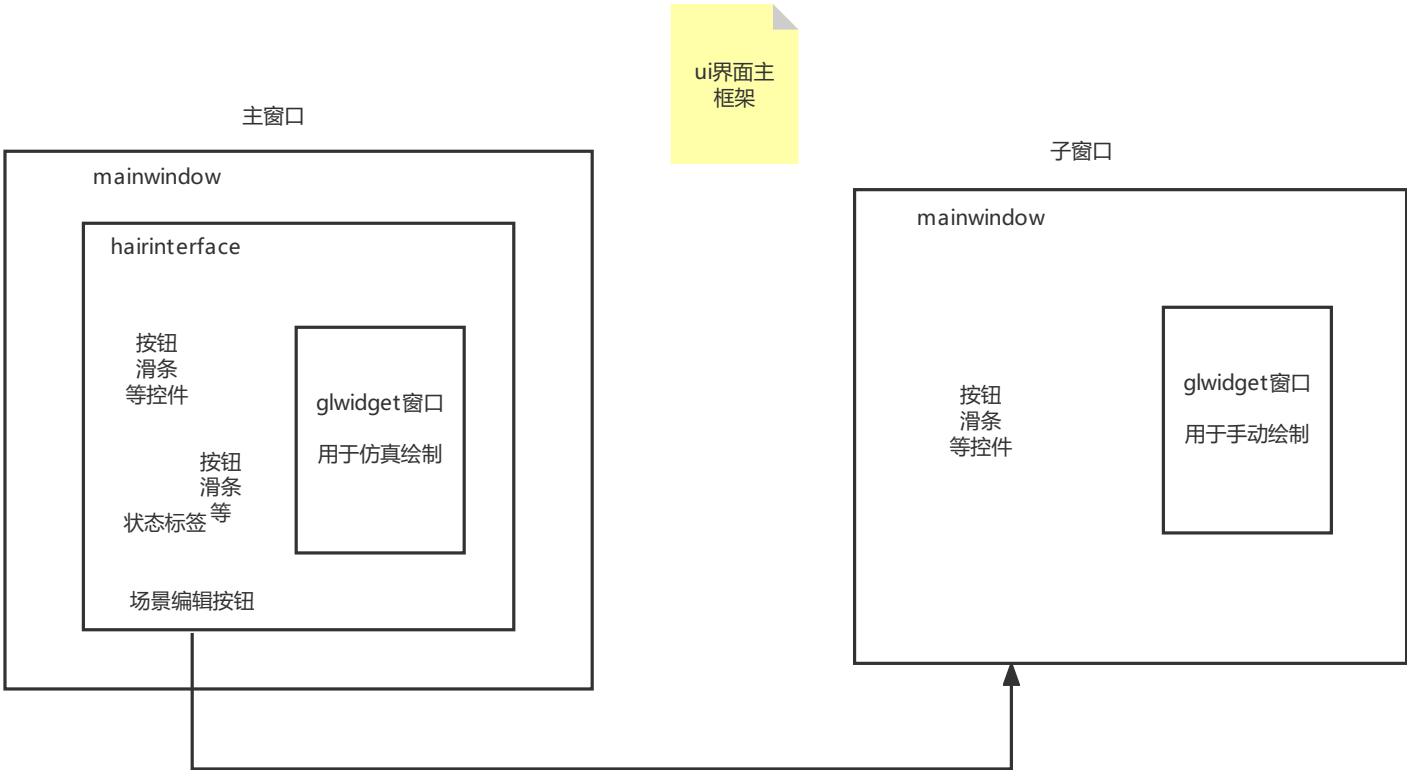 ui界面主
框架
主窗口
mainwindow
hairinterface
按钮
滑条
等控件
按钮
滑条
等
状态标签
场景编辑按钮
glwidget窗口
用于仿真绘制
子窗口
mainwindow
按钮
滑条
等控件
glwidget窗口
用于手动绘制